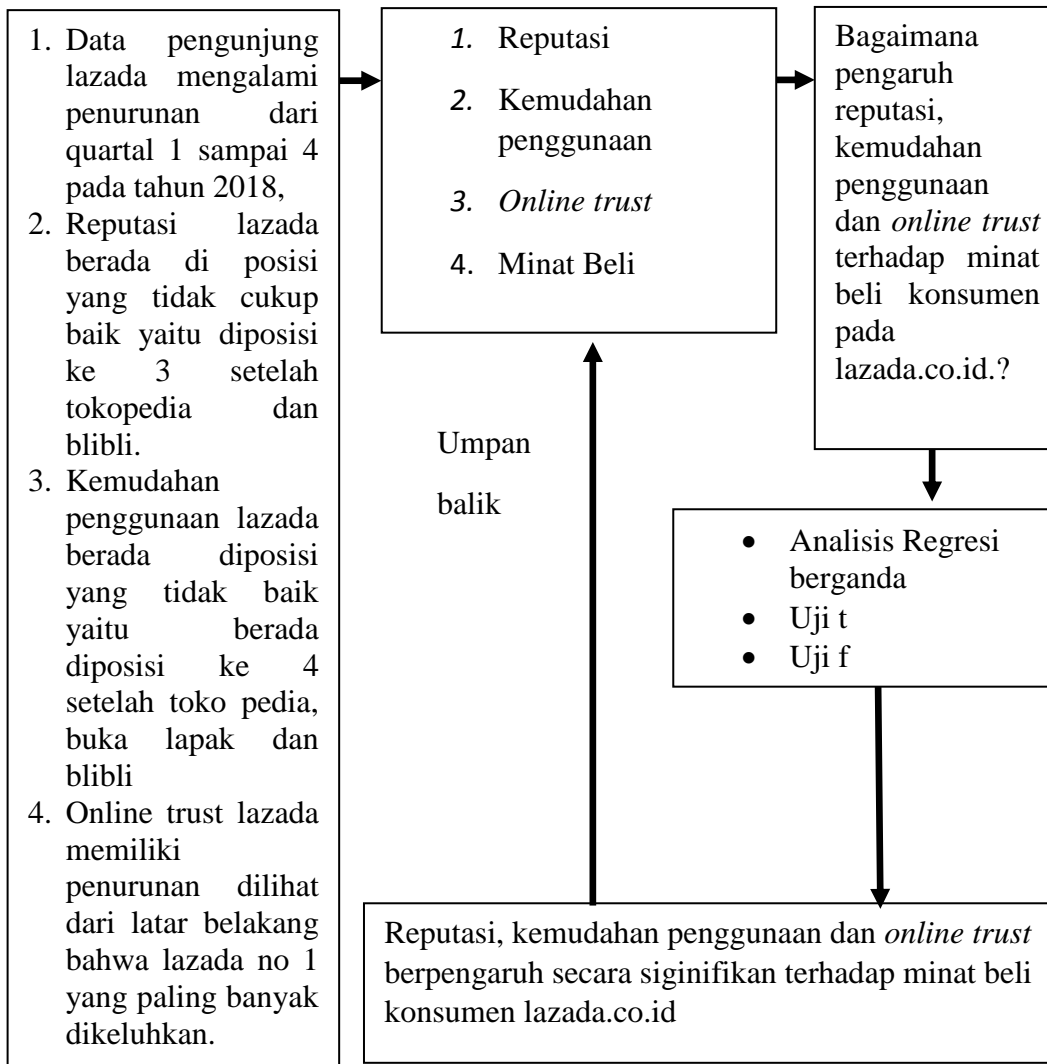 1. Data pengunjung
lazada mengalami
penurunan dari
quartal 1 sampai 4
pada tahun 2018,
2. Reputasi lazada
berada di posisi
yang tidak cukup
baik yaitu diposisi
ke 3 setelah
tokopedia dan
blibli.
3. Kemudahan
penggunaan lazada
berada diposisi
yang tidak baik
yaitu berada
diposisi ke 4
setelah toko pedia,
buka lapak dan
blibli
4. Online trust lazada
memiliki
penurunan dilihat
dari latar belakang
bahwa lazada no 1
yang paling banyak
dikeluhkan.
1. Reputasi
2. Kemudahan
penggunaan
3. Online trust
4. Minat Beli
Bagaimana
pengaruh
reputasi,
kemudahan
penggunaan
dan online trust
terhadap minat
beli konsumen
pada
lazada.co.id.?
Umpan
balik
• Analisis Regresi
berganda
• Uji t
• Uji f
Reputasi, kemudahan penggunaan dan online trust
berpengaruh secara siginifikan terhadap minat beli
konsumen lazada.co.id